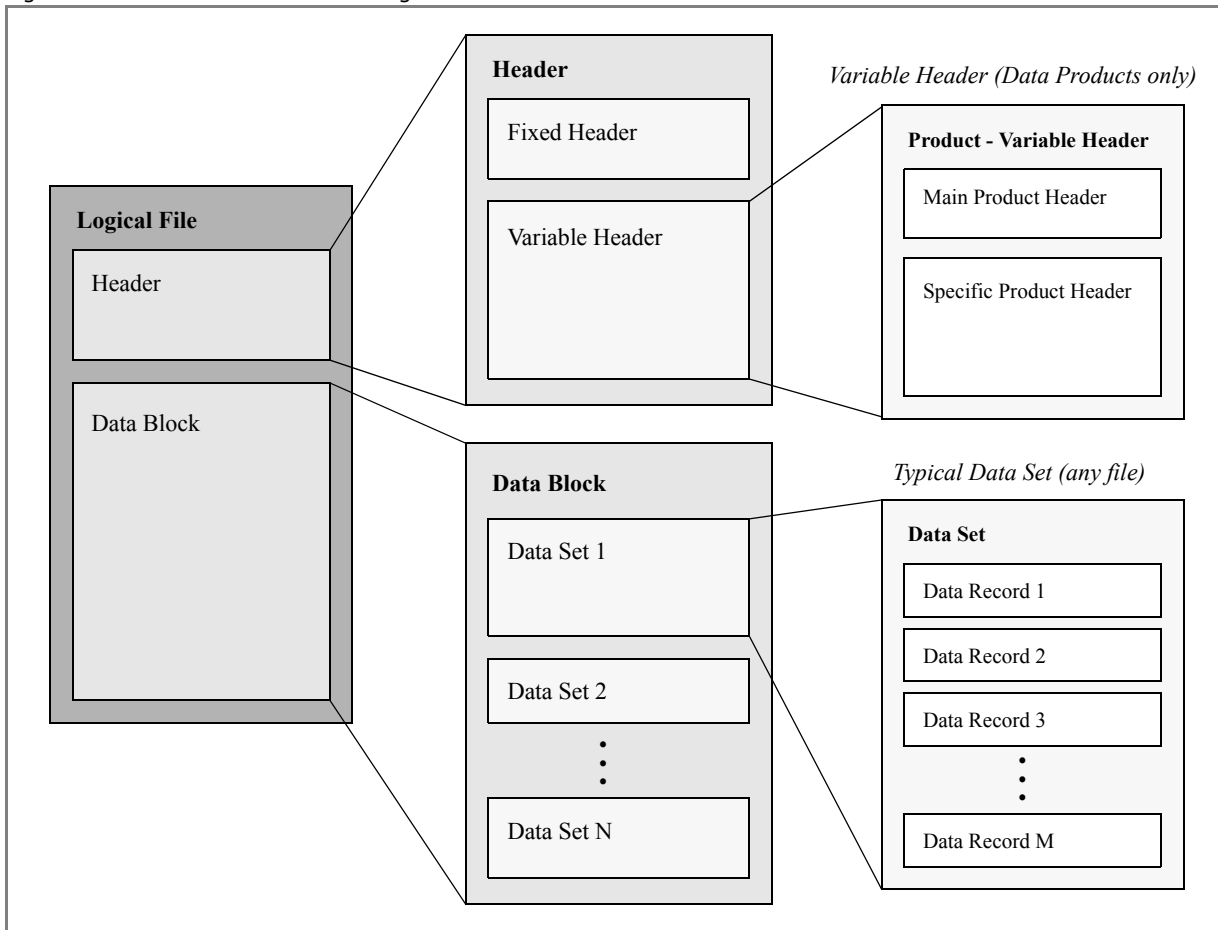 Logical File
Header
Data Block
Header
Fixed Header
Variable Header
Variable Header (Data Products only)
Product - Variable Header
Main Product Header
Specific Product Header
Data Block
Data Set 1
Data Set 2
Data Set N
Typical Data Set (any file)
Data Set
Data Record 1
Data Record 2
Data Record 3
Data Record M